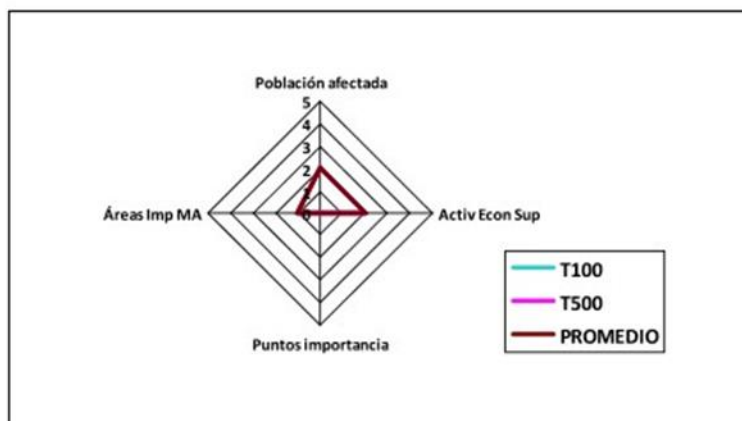 Población afectada
5
4
3
2
1
0
Áreas Imp MA
Activ Econ Sup
Puntos importancia
T100
T500
PROMEDIO